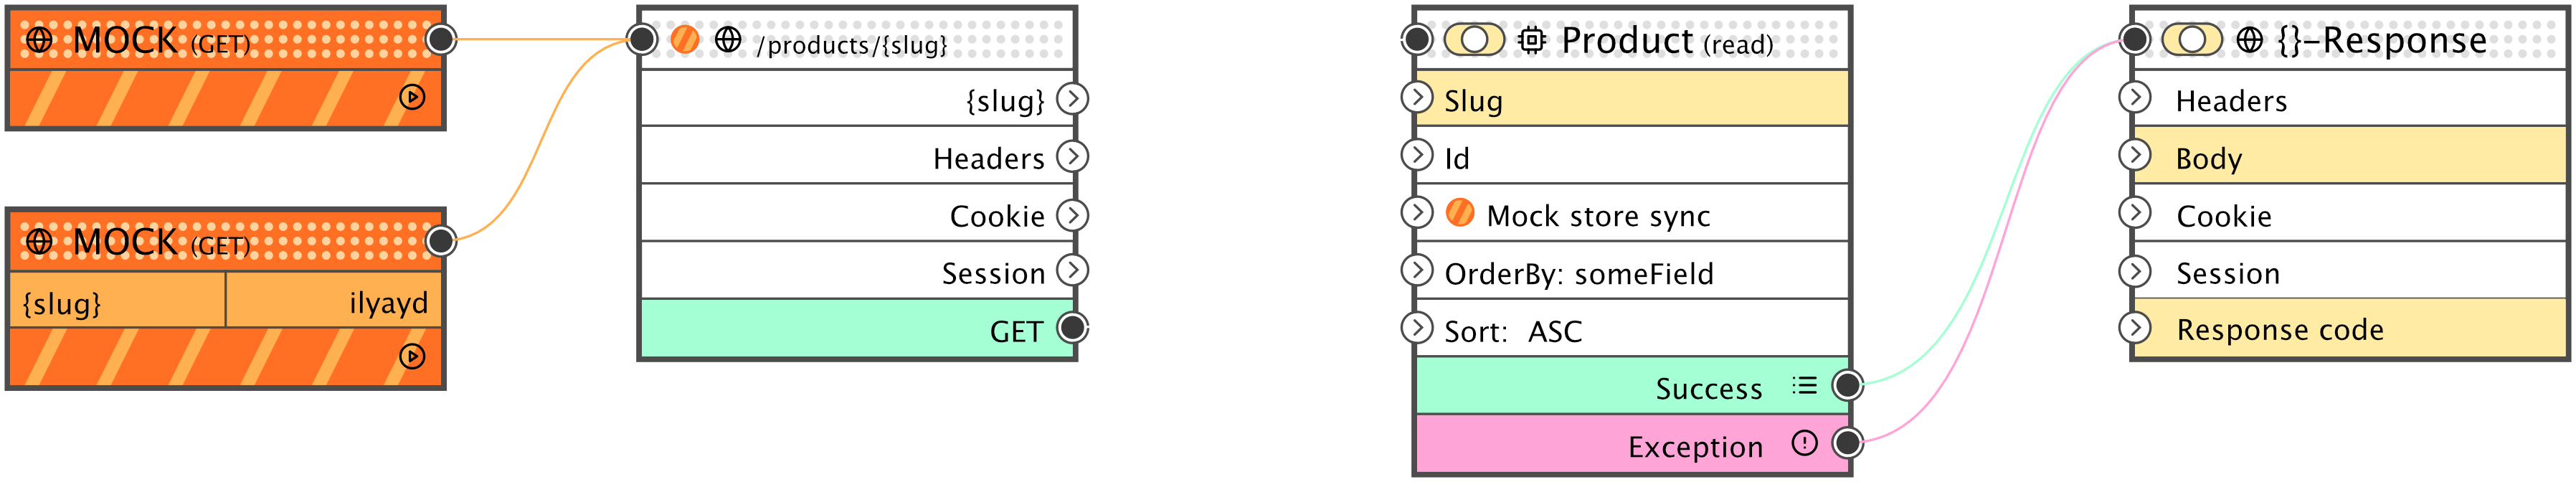 MOCK (GET)
MOCK (GET)
{slug} ilyayd
/products/{slug}
{slug}
Headers
Cookie
Session
GET
Product (read)
Slug
Id
Mock store sync
OrderBy: someField
Sort: ASC
Success
Exception
{}-Response
Headers
Body
Cookie
Session
Response code